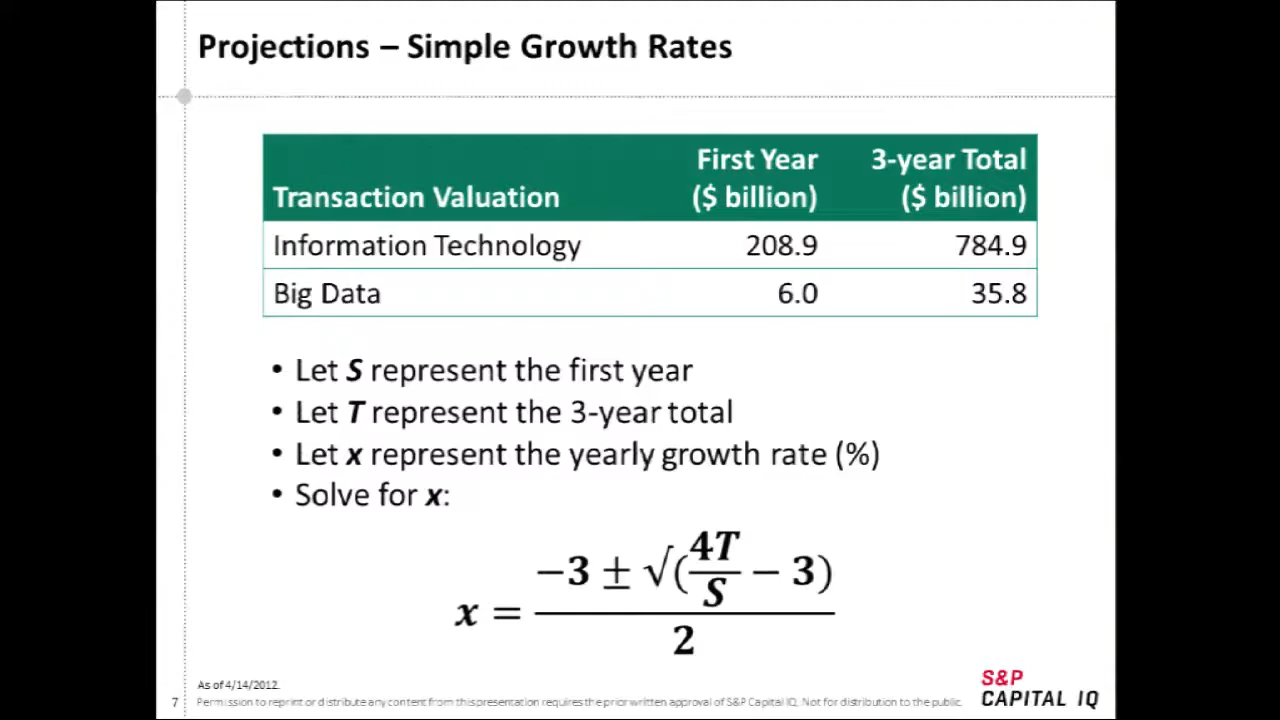 Projections – Simple Growth Rates
First Year 3-year Total
Transaction Valuation ($ billion) ($ billion)
Information Technology 208.9 784.9
Big Data 6.0 35.8
• Let S represent the first year
• Let T represent the 3-year total
• Let x represent the yearly growth rate (%)
• Solve for x:
x = (−3 ± √(4T/S − 3))/2
As of 4/14/2012.
7 Permission to reprint or distribute any content from this presentation requires the prior written approval of S&P Capital IQ. Not for distribution to the public.
S&P
CAPITAL IQ